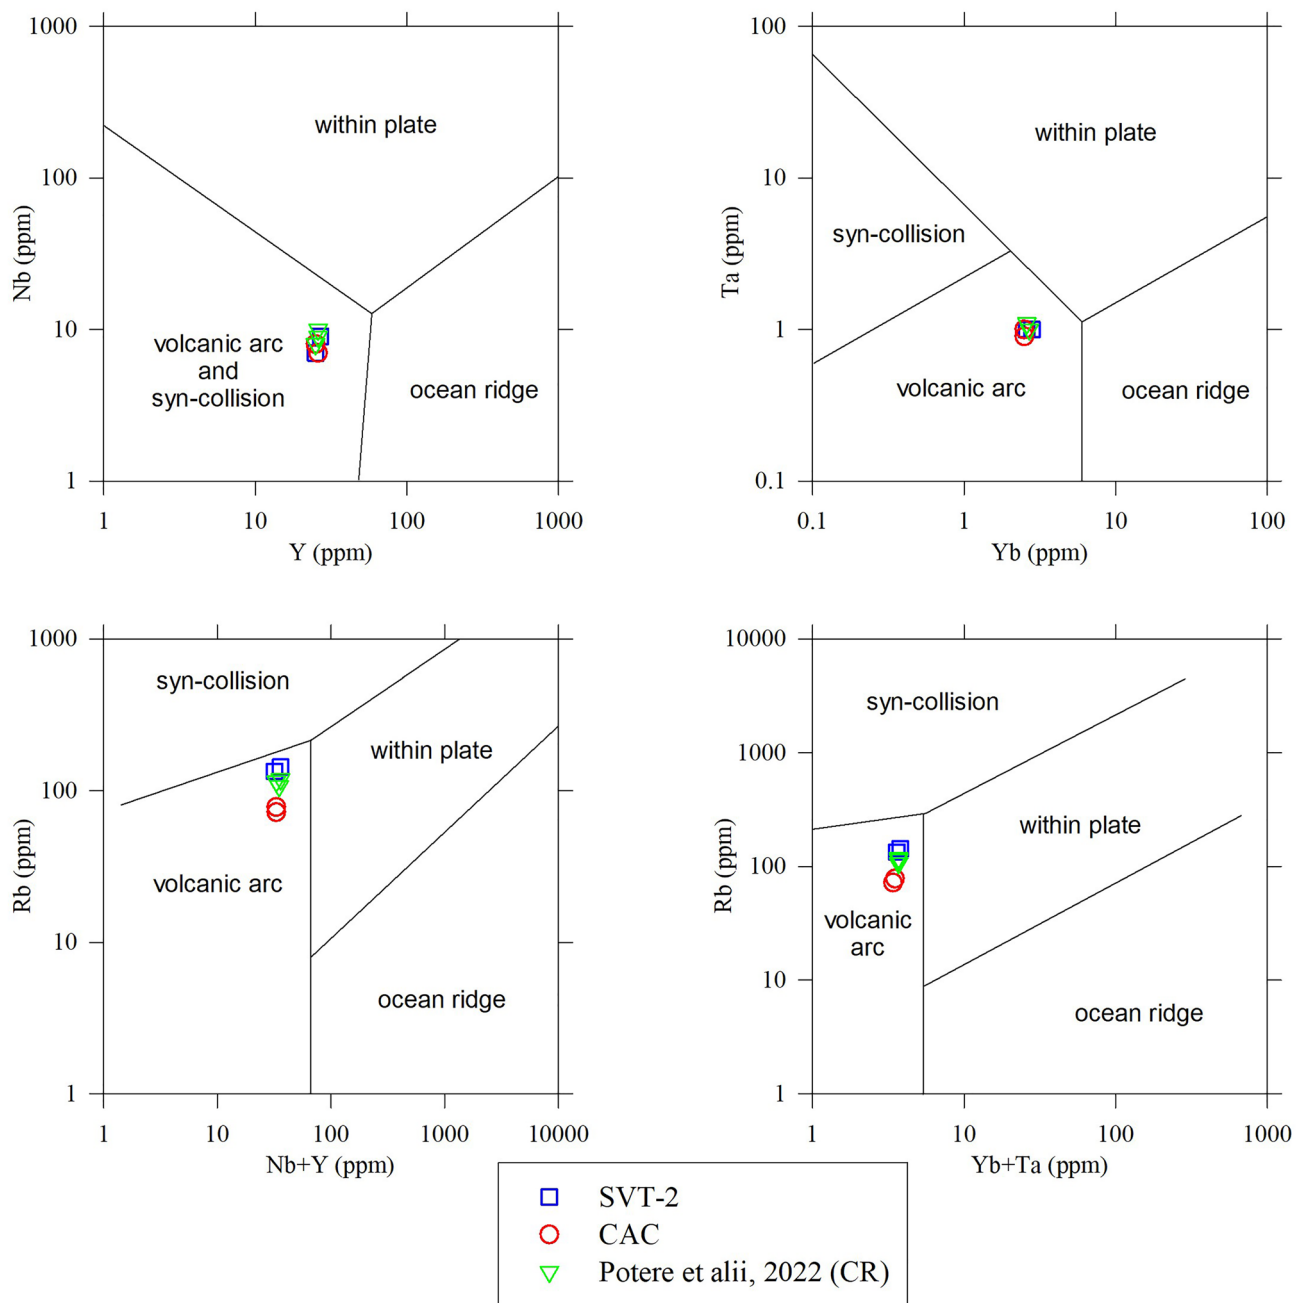 1000
100
10
1
Nb (ppm)
within plate
volcanic arc
and
syn-collision
ocean ridge
1
10
100
1000
Y (ppm)
100
10
1
0.1
Ta (ppm)
within plate
syn-collision
volcanic arc
ocean ridge
0.1
1
10
100
Yb (ppm)
1000
100
10
1
Rb (ppm)
syn-collision
within plate
volcanic arc
ocean ridge
1
10
100
1000
10000
Nb+Y (ppm)
10000
1000
100
10
1
Rb (ppm)
syn-collision
within plate
volcanic
arc
ocean ridge
1
10
100
1000
Yb+Ta (ppm)
SVT-2
CAC
Potere et alii, 2022 (CR)